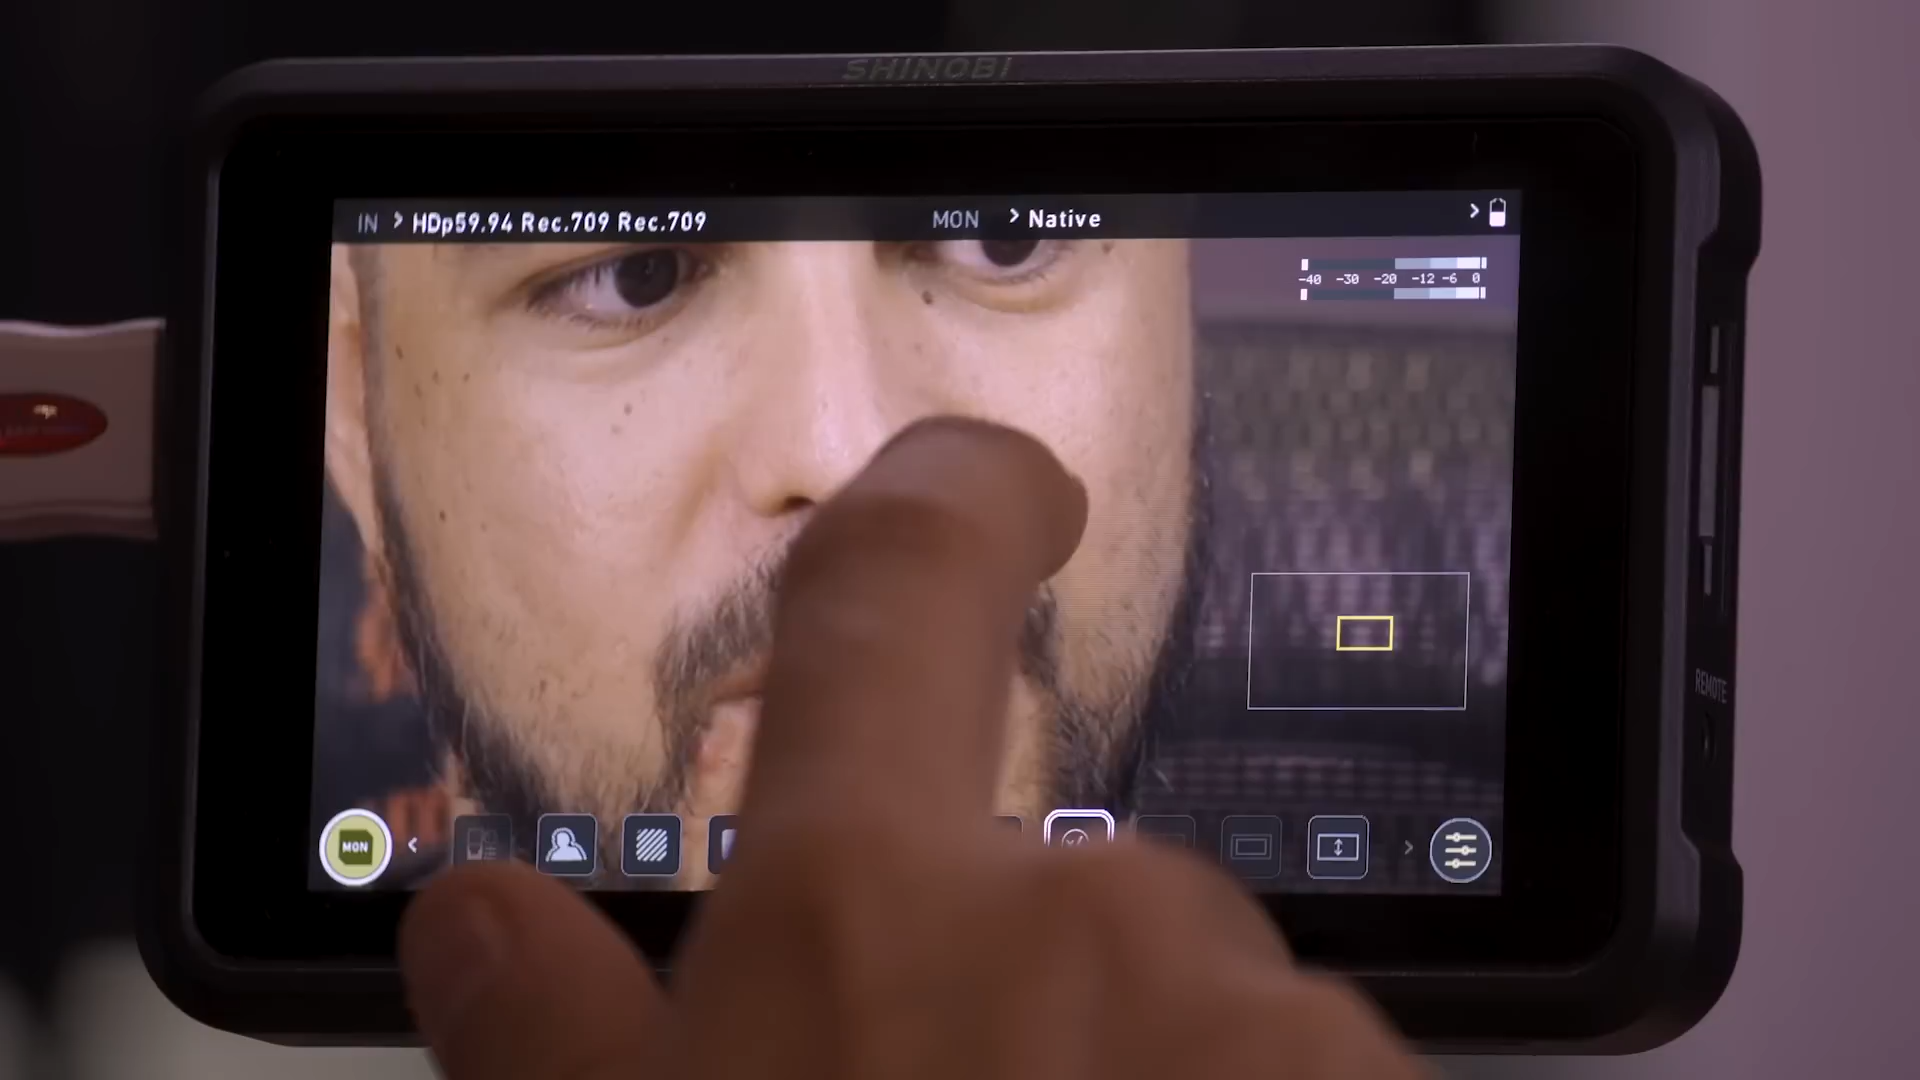 SHINOBI
IN > HDp59.94 Rec.709 Rec.709 MON > Native >
-40 -30 -20 -12 -6 0
REMOTE
MON < >